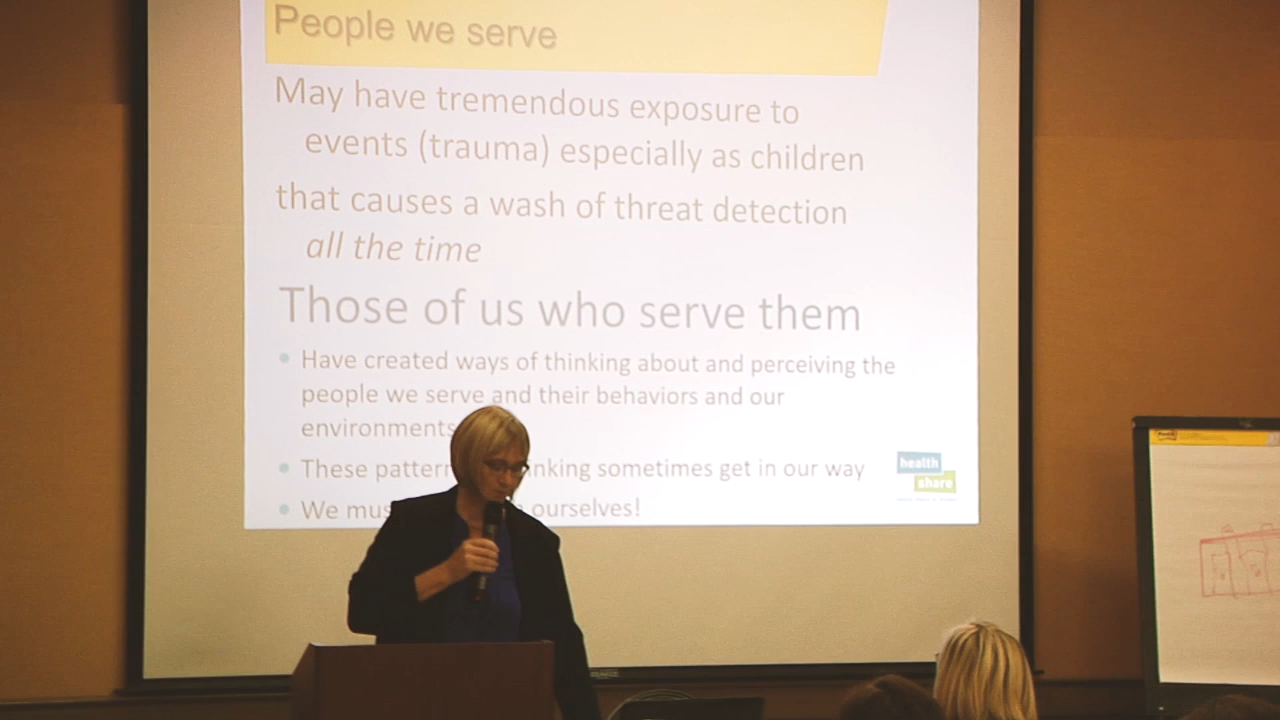 People we serve
May have tremendous exposure to
events (trauma) especially as children
that causes a wash of threat detection
all the time
Those of us who serve them
Have created ways of thinking about and perceiving the
people we serve and their behaviors and our
environments
These sometimes get in our way
We ourselves!
health
share